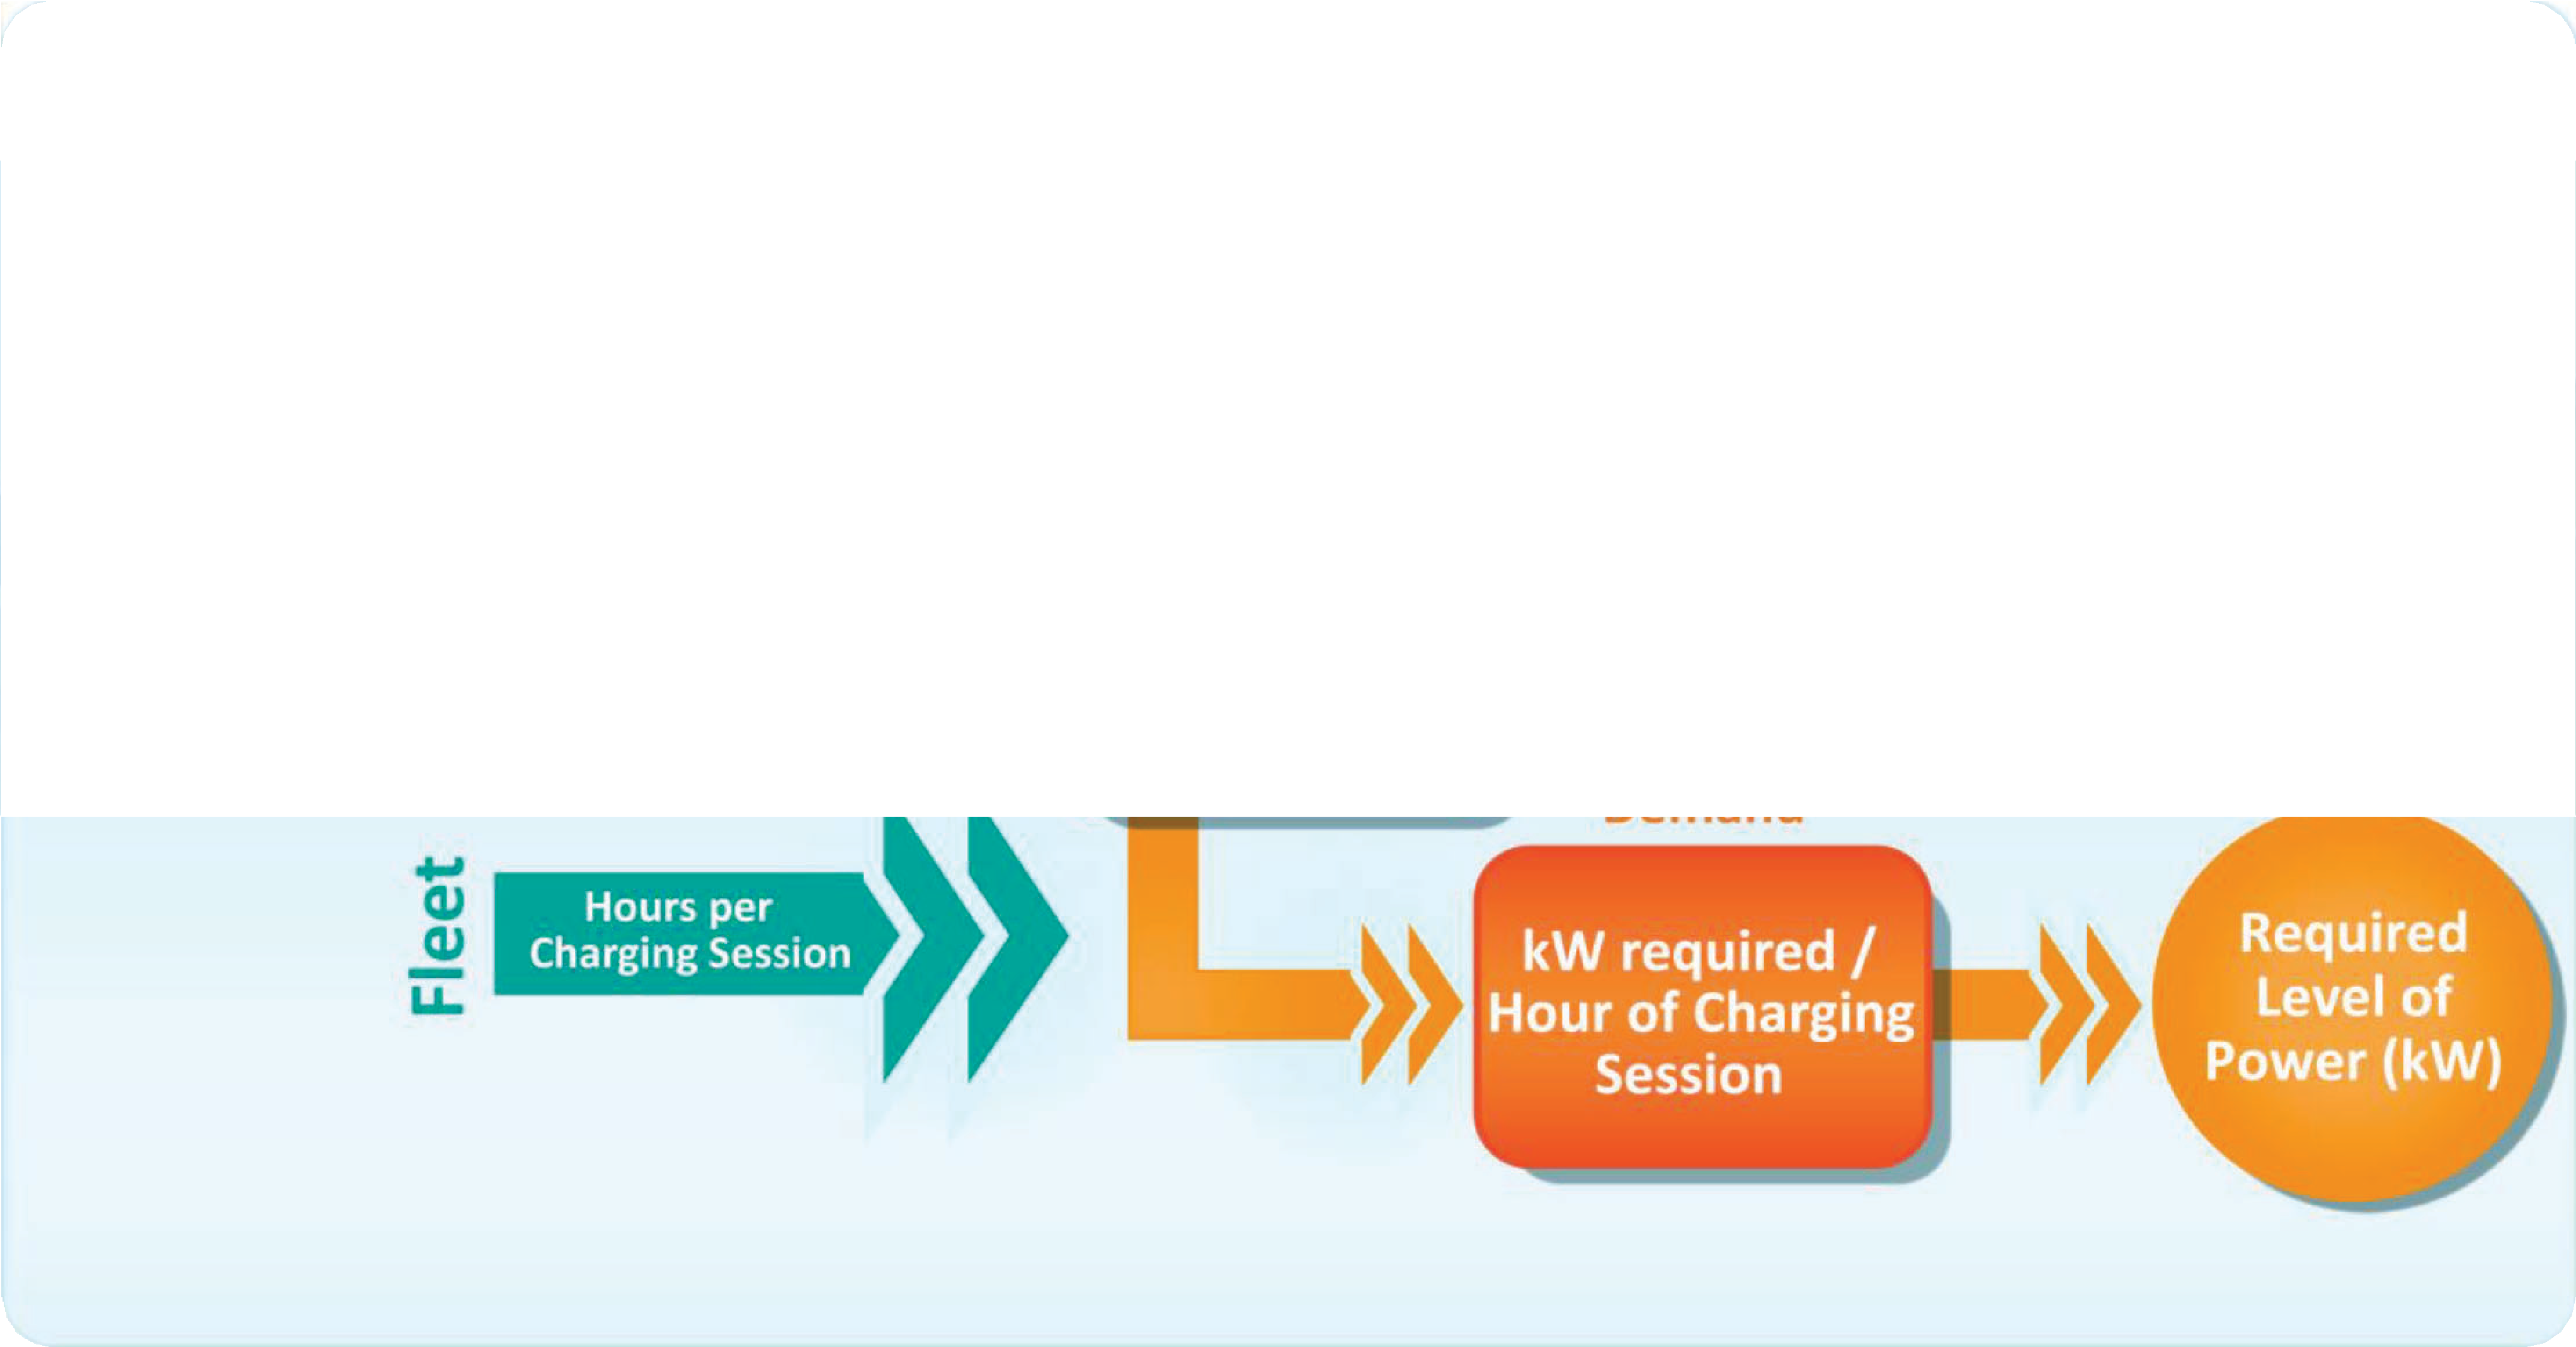 Fleet
Hours per
Charging Session
kW required /
Hour of Charging
Session
Required
Level of
Power (kW)